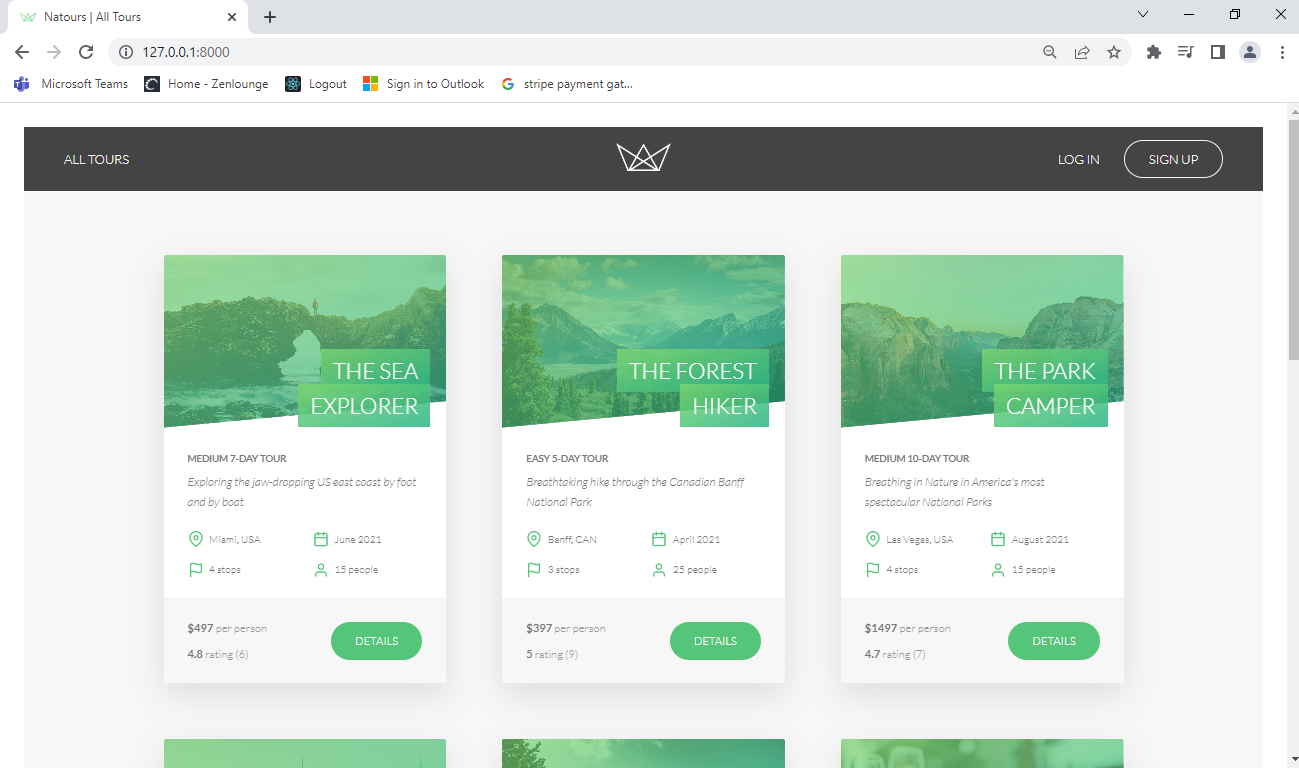 Natours | All Tours
127.0.0.1:8000
Microsoft Teams
Home - Zenlounge
Logout
Sign in to Outlook
stripe payment gat...
ALL TOURS
LOG IN
SIGN UP
THE SEA
EXPLORER
MEDIUM 7-DAY TOUR
Exploring the jaw-dropping US east coast by foot
and by boat
Miami, USA
June 2021
4 stops
15 people
$497 per person
4.8 rating (6)
DETAILS
THE FOREST
HIKER
EASY 5-DAY TOUR
Breathtaking hike through the Canadian Banff
National Park
Banff, CAN
April 2021
3 stops
25 people
$397 per person
5 rating (9)
DETAILS
THE PARK
CAMPER
MEDIUM 10-DAY TOUR
Breathing in Nature in America's most
spectacular National Parks
Las Vegas, USA
August 2021
4 stops
15 people
$1497 per person
4.7 rating (7)
DETAILS